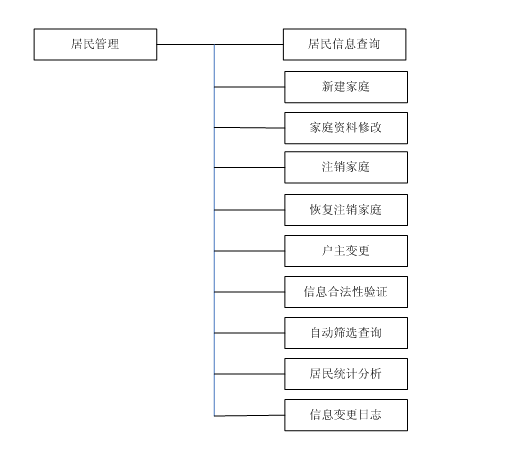 居民管理
居民信息查询
新建家庭
家庭资料修改
注销家庭
恢复注销家庭
户主变更
信息合法性验证
自动筛选查询
居民统计分析
信息变更日志